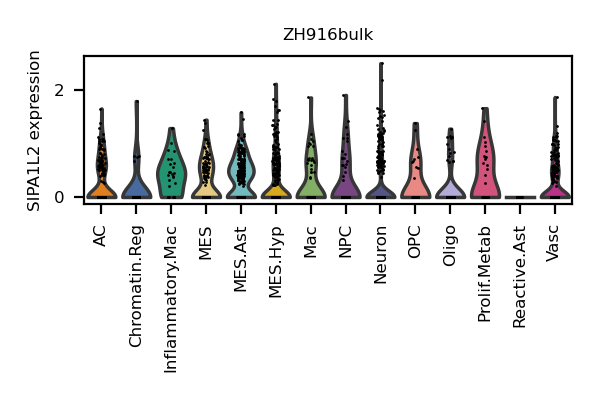 ZH916bulk
SIPA1L2 expression
2
0
AC
Chromatin.Reg
Inflammatory.Mac
MES
MES.Ast
MES.Hyp
Mac
NPC
Neuron
OPC
Oligo
Prolif.Metab
Reactive.Ast
Vasc